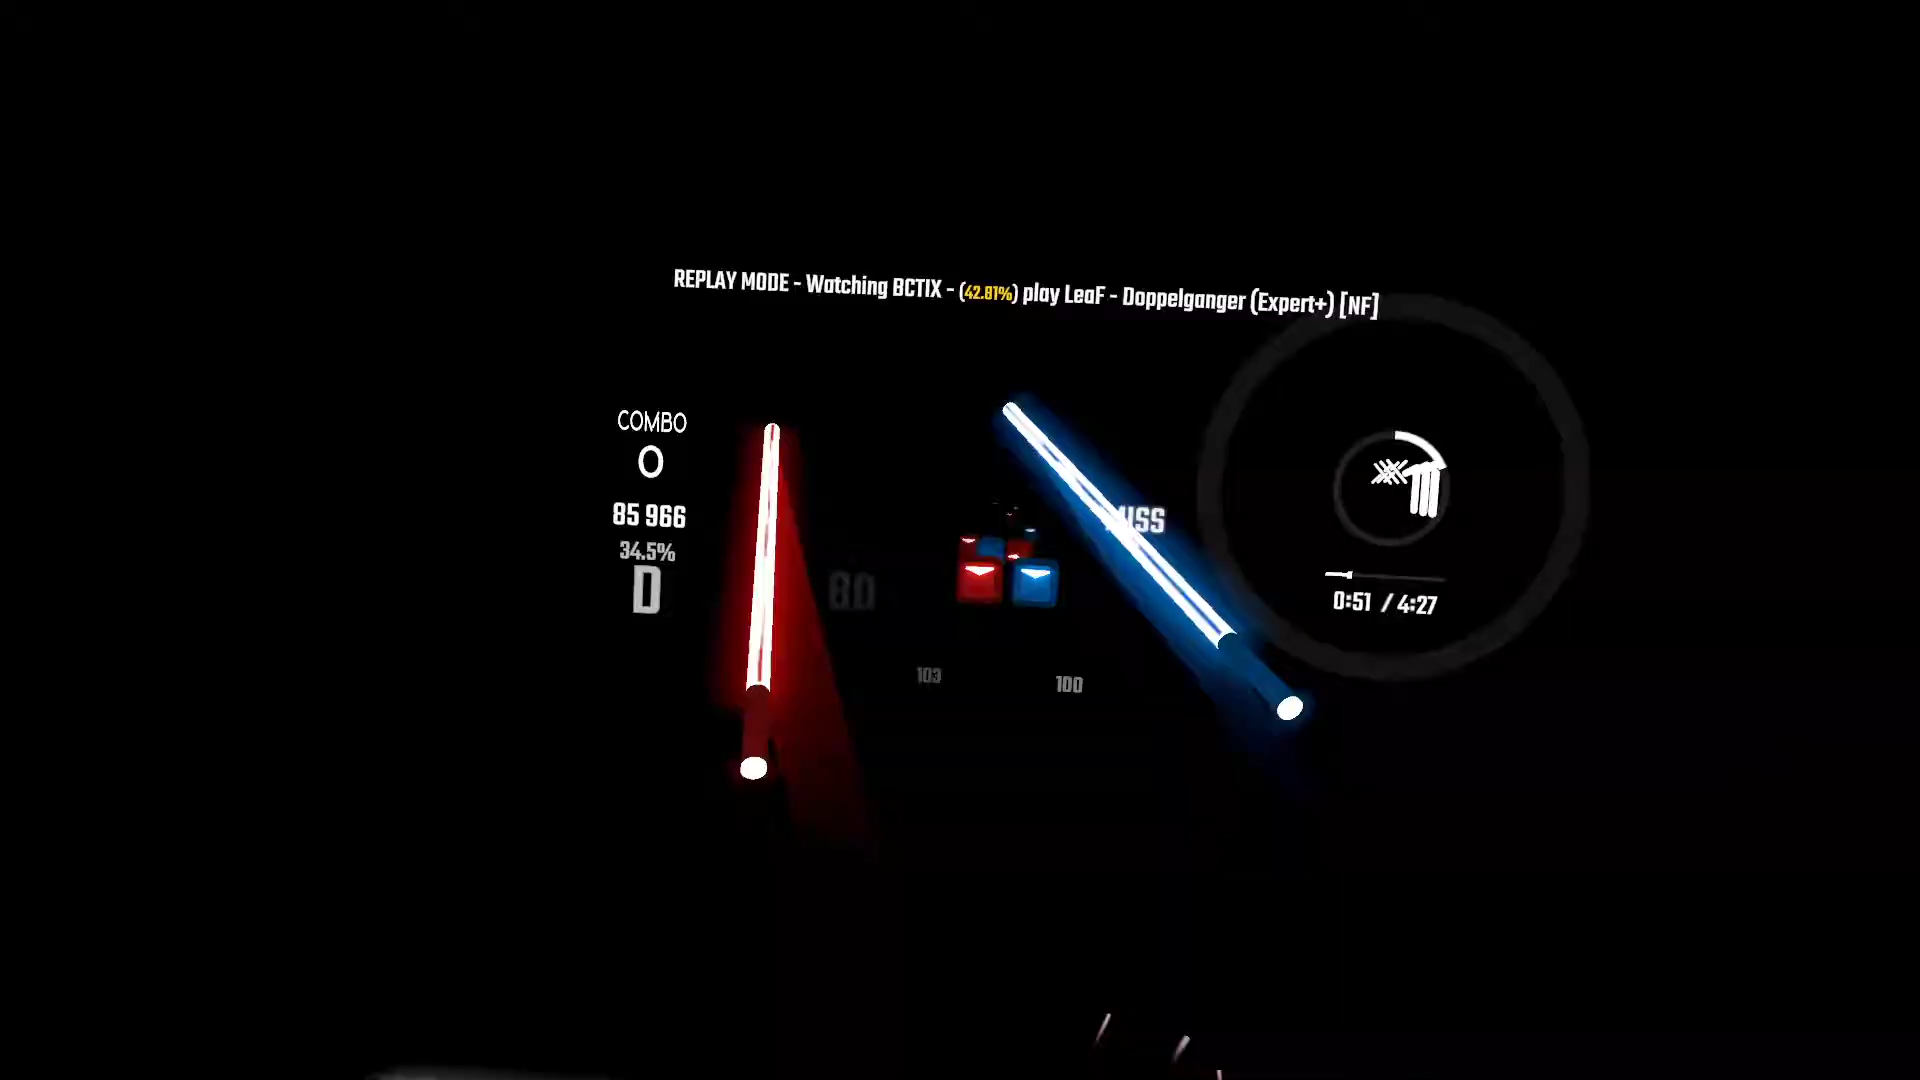 REPLAY MODE - Watching BCTIX - (42.81%) play LeaF - Doppelganger (Expert+) [NF]
COMBO
0
85 966
34.5%
D
MISS
80
103
100
0:51 / 4:27